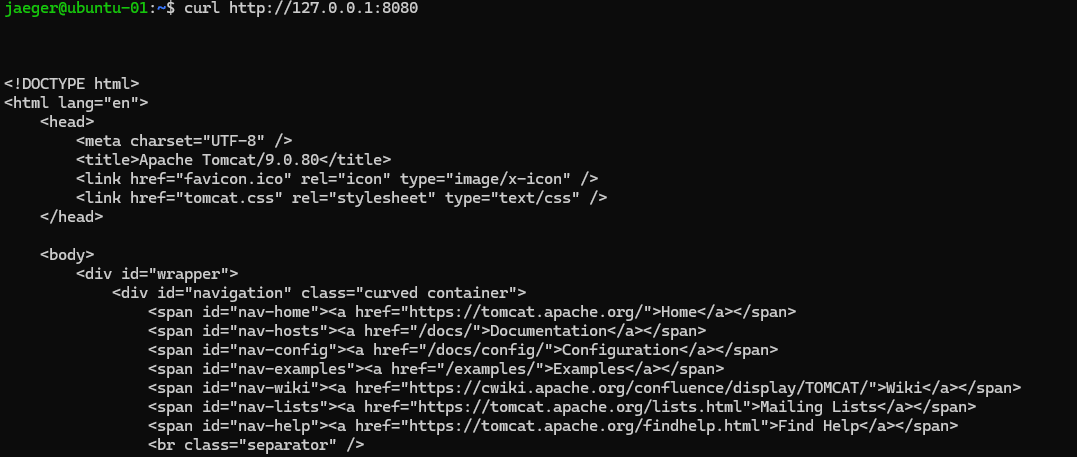 jaeger@ubuntu-01:~$ curl http://127.0.0.1:8080
<!DOCTYPE html>
<html lang="en">
    <head>
        <meta charset="UTF-8" />
        <title>Apache Tomcat/9.0.80</title>
        <link href="favicon.ico" rel="icon" type="image/x-icon" />
        <link href="tomcat.css" rel="stylesheet" type="text/css" />
    </head>

    <body>
        <div id="wrapper">
            <div id="navigation" class="curved container">
                <span id="nav-home"><a href="https://tomcat.apache.org/">Home</a></span>
                <span id="nav-hosts"><a href="/docs/">Documentation</a></span>
                <span id="nav-config"><a href="/docs/config/">Configuration</a></span>
                <span id="nav-examples"><a href="/examples/">Examples</a></span>
                <span id="nav-wiki"><a href="https://cwiki.apache.org/confluence/display/TOMCAT/">Wiki</a></span>
                <span id="nav-lists"><a href="https://tomcat.apache.org/lists.html">Mailing Lists</a></span>
                <span id="nav-help"><a href="https://tomcat.apache.org/findhelp.html">Find Help</a></span>
                <br class="separator" />